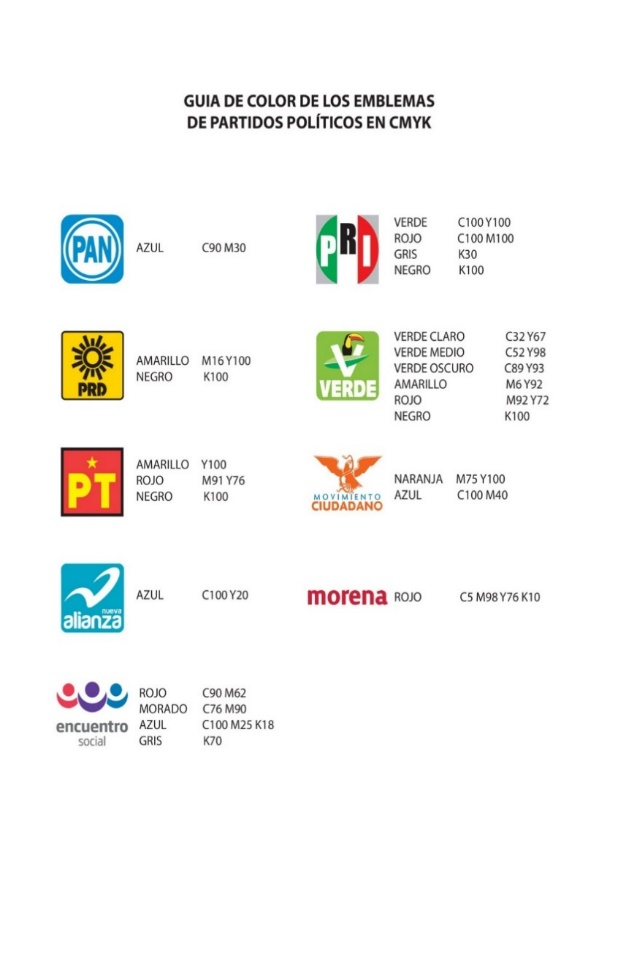 GUIA DE COLOR DE LOS EMBLEMAS
DE PARTIDOS POLÍTICOS EN CMYK
PAN
AZUL C90 M30
PRI
VERDE C100 Y100
ROJO C100 M100
GRIS K30
NEGRO K100
PRD
AMARILLO M16 Y100
NEGRO K100
VERDE
VERDE CLARO C32 Y67
VERDE MEDIO C52 Y98
VERDE OSCURO C89 Y93
AMARILLO M6 Y92
ROJO M92 Y72
NEGRO K100
PT
AMARILLO Y100
ROJO M91 Y76
NEGRO K100
MOVIMIENTO
CIUDADANO
NARANJA M75 Y100
AZUL C100 M40
nueva
alianza
AZUL C100 Y20
morena
ROJO C5 M98 Y76 K10
encuentro
social
ROJO C90 M62
MORADO C76 M90
AZUL C100 M25 K18
GRIS K70